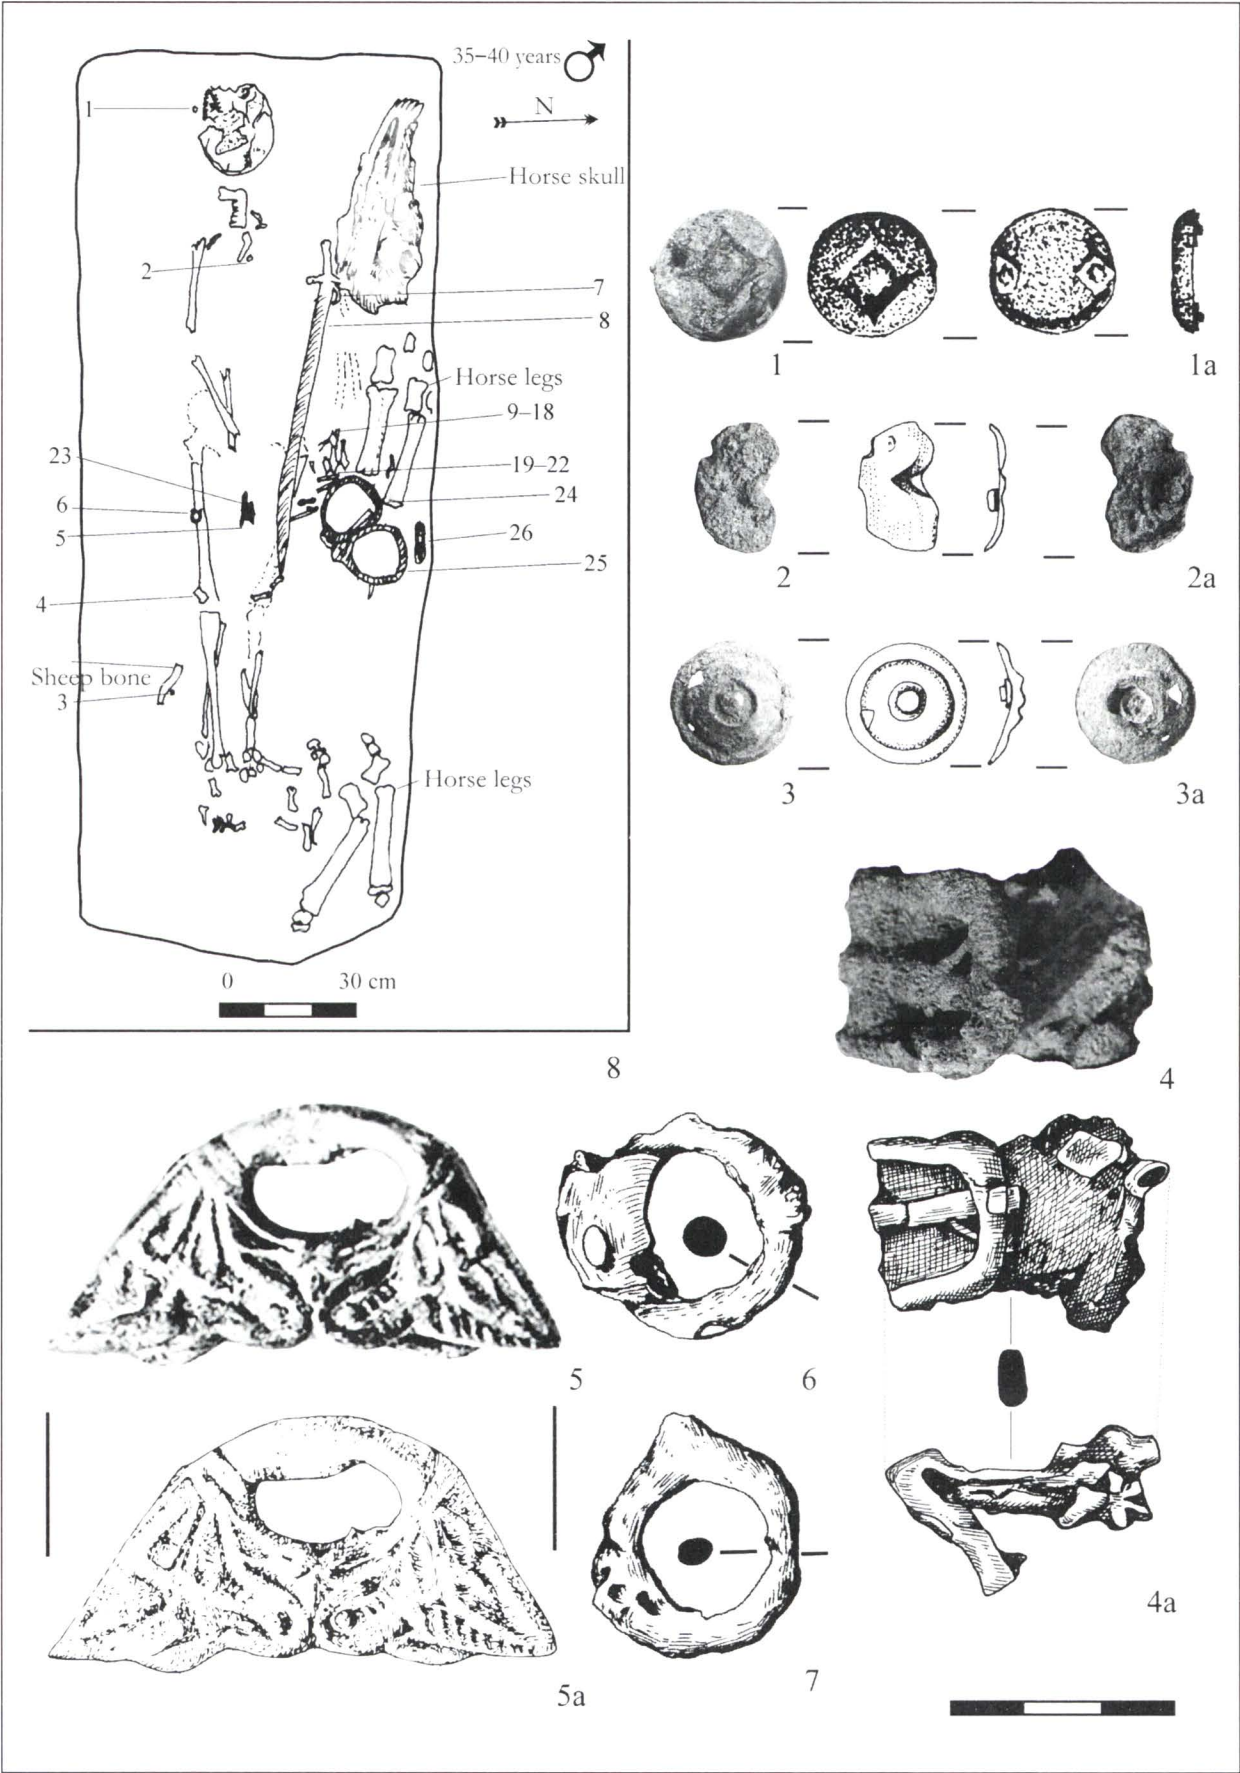 35–40 years
N
1
Horse skull
2
7
8
Horse legs
9–18
23
19–22
6
24
5
26
25
4
Sheep bone
3
Horse legs
0 30 cm
8
1 1a
2 2a
3 3a
4
5 6
4a
5a 7